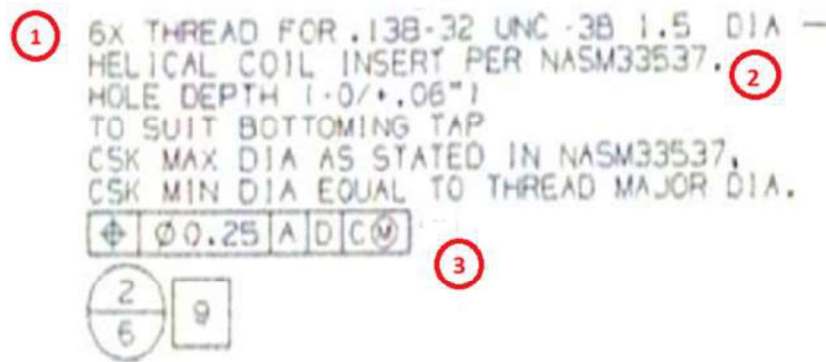 1 6X THREAD FOR .138-32 UNC -3B 1.5 DIA
HELICAL COIL INSERT PER NASM33537. 2
HOLE DEPTH (-0/+.06")
TO SUIT BOTTOMING TAP
CSK MAX DIA AS STATED IN NASM33537,
CSK MIN DIA EQUAL TO THREAD MAJOR DIA.
⌖ Ø0.25 A D C Ⓜ
3
2
6
9